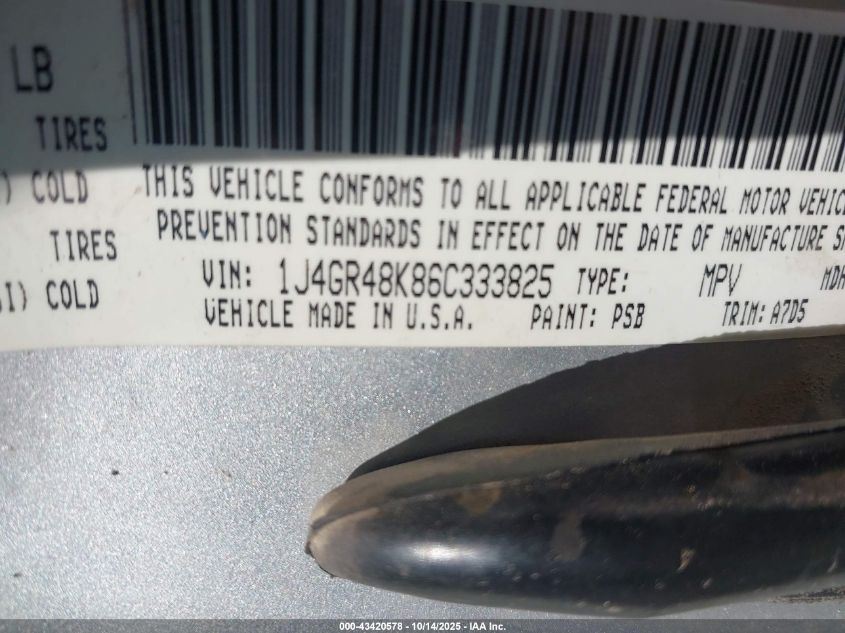 LB
TIRES
) COLD
TIRES
SI) COLD
THIS VEHICLE CONFORMS TO ALL APPLICABLE FEDERAL MOTOR VEHIC
PREVENTION STANDARDS IN EFFECT ON THE DATE OF MANUFACTURE S
VIN: 1J4GR48K86C333825 TYPE: MPV MDH
VEHICLE MADE IN U.S.A. PAINT: PSB TRIM: A7D5
000-43420578 - 10/14/2025 - IAA Inc.